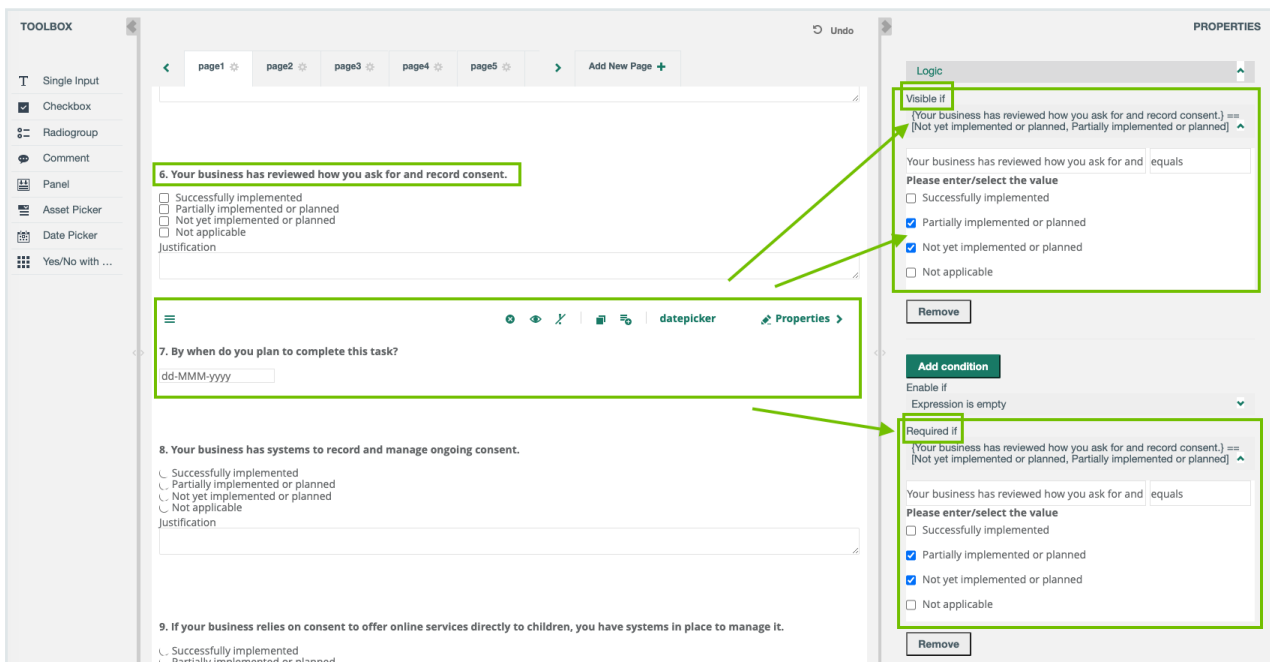 TOOLBOX
Undo
PROPERTIES
page1
page2
page3
page4
page5
Add New Page +
Single Input
Checkbox
Radiogroup
Comment
Panel
Asset Picker
Date Picker
Yes/No with ...
6. Your business has reviewed how you ask for and record consent.
Successfully implemented
Partially implemented or planned
Not yet implemented or planned
Not applicable
Justification
datepicker
Properties
7. By when do you plan to complete this task?
dd-MMM-yyyy
8. Your business has systems to record and manage ongoing consent.
Successfully implemented
Partially implemented or planned
Not yet implemented or planned
Not applicable
Justification
9. If your business relies on consent to offer online services directly to children, you have systems in place to manage it.
Successfully implemented
Partially implemented or planned
Logic
Visible if
{Your business has reviewed how you ask for and record consent.} ==
[Not yet implemented or planned, Partially implemented or planned]
Your business has reviewed how you ask for and equals
Please enter/select the value
Successfully implemented
Partially implemented or planned
Not yet implemented or planned
Not applicable
Remove
Add condition
Enable if
Expression is empty
Required if
{Your business has reviewed how you ask for and record consent.} ==
[Not yet implemented or planned, Partially implemented or planned]
Your business has reviewed how you ask for and equals
Please enter/select the value
Successfully implemented
Partially implemented or planned
Not yet implemented or planned
Not applicable
Remove